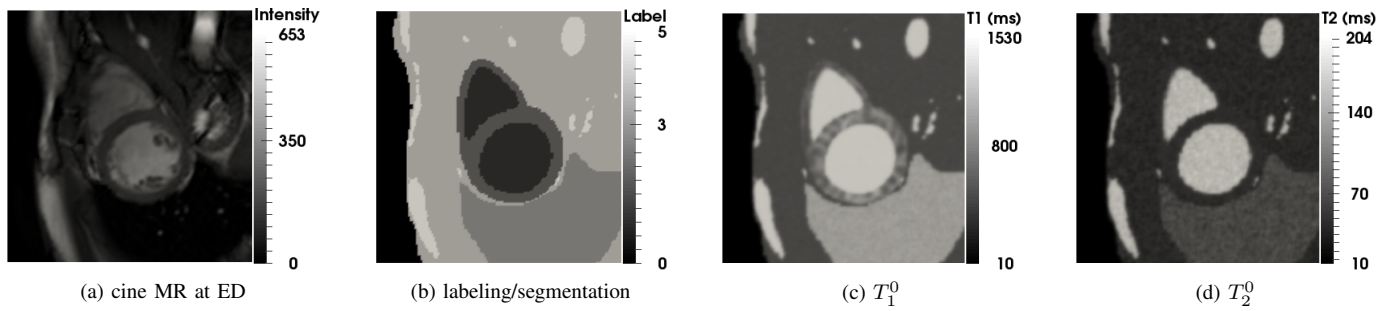 Intensity
653
350
0
(a) cine MR at ED
Label
5
3
0
(b) labeling/segmentation
T1 (ms)
1530
800
10
(c) T_1^0
T2 (ms)
204
140
70
10
(d) T_2^0